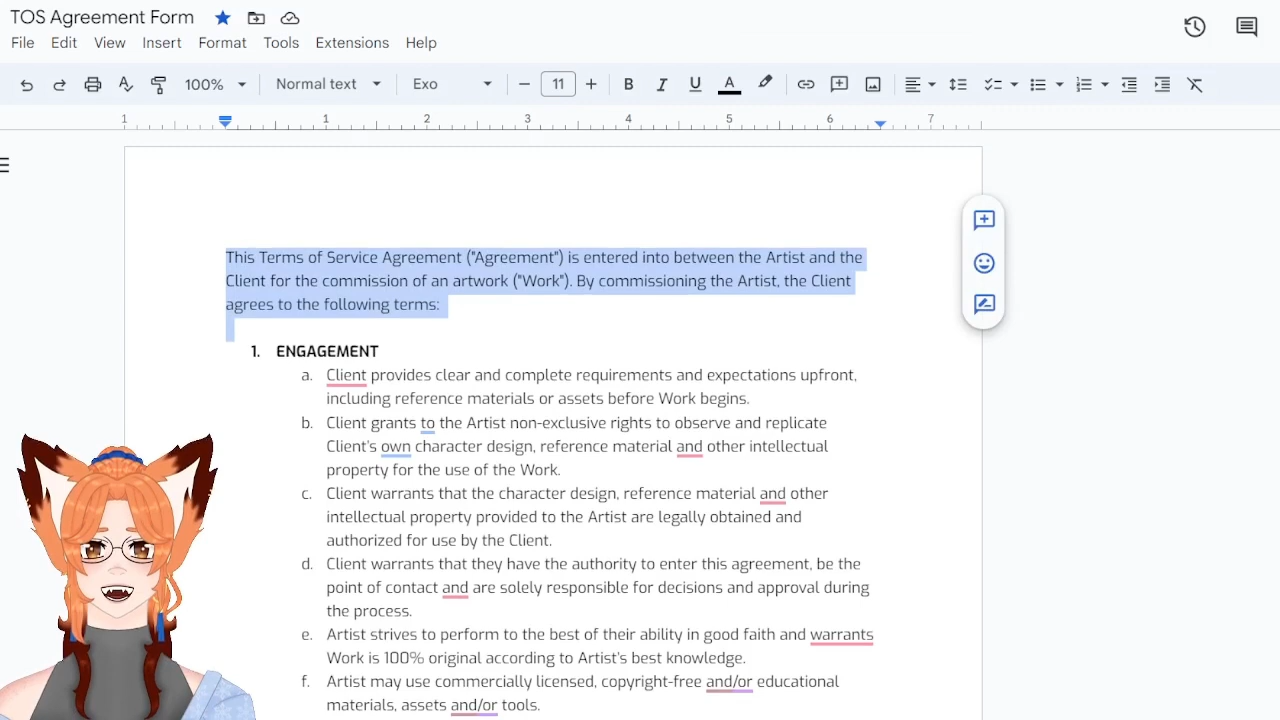 TOS Agreement Form
File Edit View Insert Format Tools Extensions Help
100% Normal text Exo 11 B I U A
1 1 2 3 4 5 6 7
This Terms of Service Agreement ("Agreement") is entered into between the Artist and the
Client for the commission of an artwork ("Work"). By commissioning the Artist, the Client
agrees to the following terms:
1. ENGAGEMENT
a. Client provides clear and complete requirements and expectations upfront,
including reference materials or assets before Work begins.
b. Client grants to the Artist non-exclusive rights to observe and replicate
Client's own character design, reference material and other intellectual
property for the use of the Work.
c. Client warrants that the character design, reference material and other
intellectual property provided to the Artist are legally obtained and
authorized for use by the Client.
d. Client warrants that they have the authority to enter this agreement, be the
point of contact and are solely responsible for decisions and approval during
the process.
e. Artist strives to perform to the best of their ability in good faith and warrants
Work is 100% original according to Artist's best knowledge.
f. Artist may use commercially licensed, copyright-free and/or educational
materials, assets and/or tools.